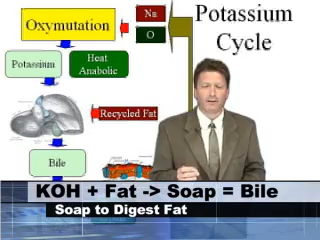 Oxymutation
Na
O
Potassium
Cycle
Potassium
Heat
Anabolic
Recycled Fat
Bile
KOH + Fat -> Soap = Bile
Soap to Digest Fat